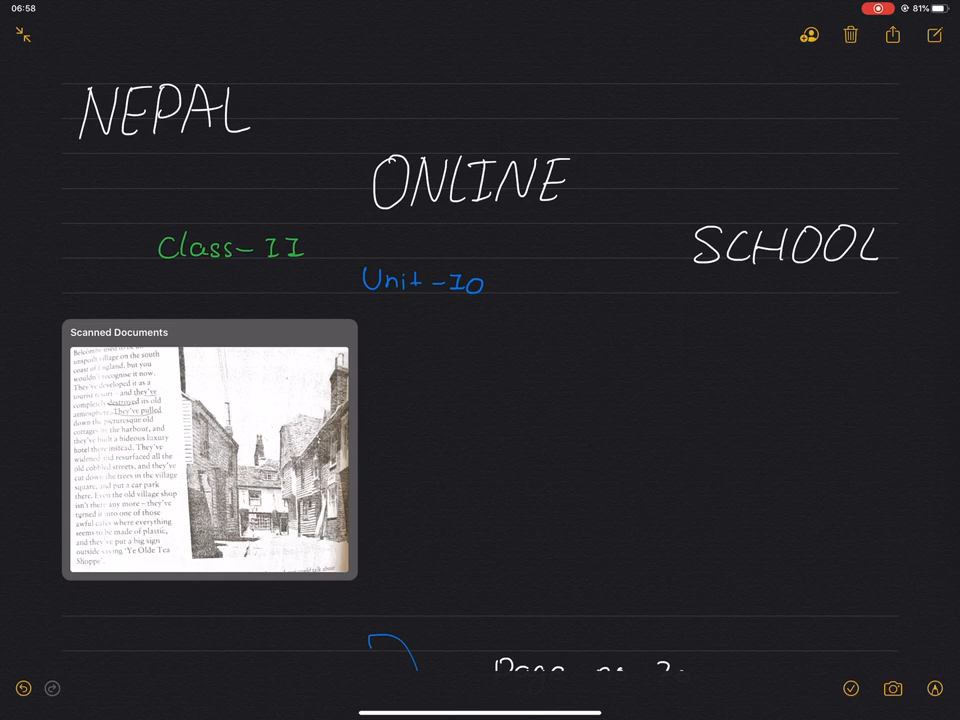 06:58
81%
NEPAL
ONLINE
SCHOOL
Class-II
Unit-10
Scanned Documents
unspoilt village on the south
coast of England, but you
wouldn't recognise it now.
They've developed it as a
tourist resort - and they've
completely destroyed its old
atmosphere. They've pulled
down the picturesque old
cottages by the harbour, and
they've built a hideous luxury
hotel there instead. They've
widened and resurfaced all the
old cobbled streets, and they've
cut down the trees in the village
square, and put a car park
there. Even the old village shop
isn't there any more - they've
turned it into one of those
awful cafés where everything
seems to be made of plastic,
and they've put a big sign
outside saying 'Ye Olde Tea
Shoppe'.